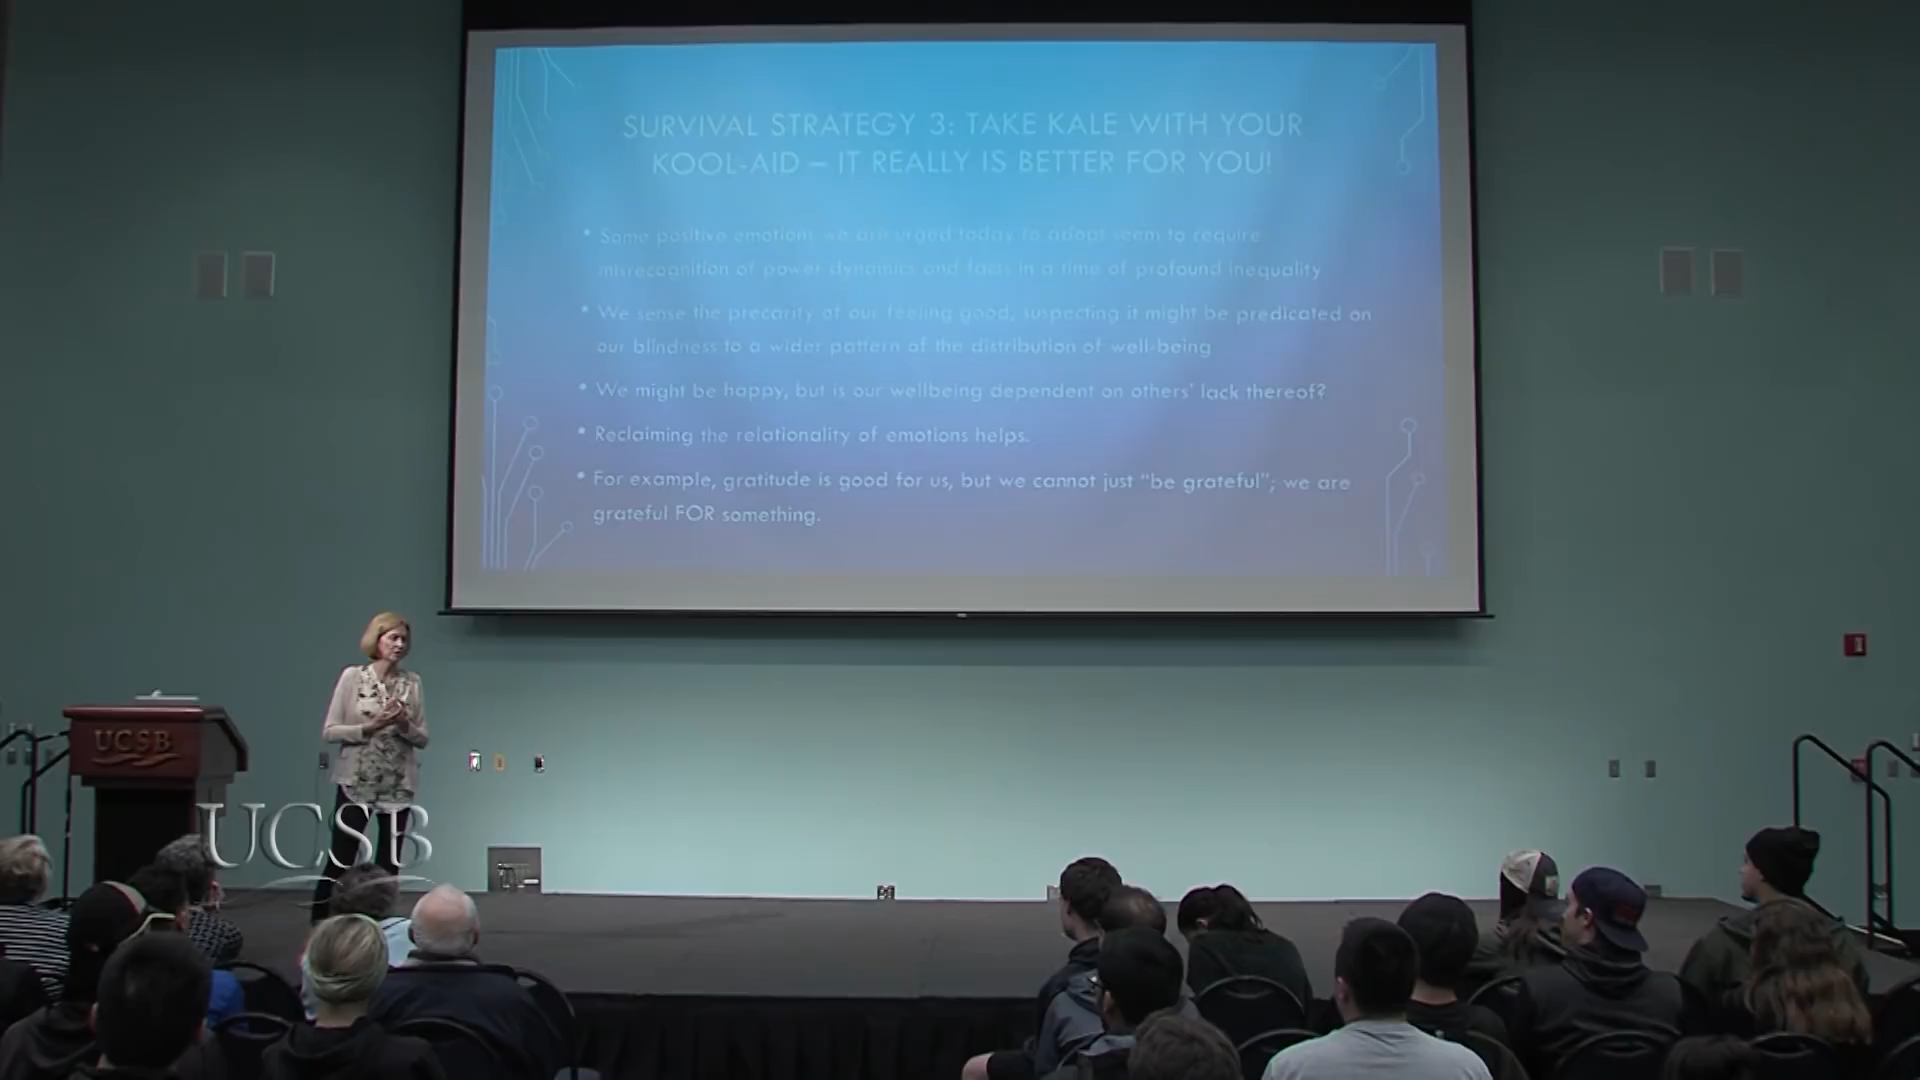 SURVIVAL STRATEGY 3: TAKE KALE WITH YOUR
KOOL-AID – IT REALLY IS BETTER FOR YOU!
• Some positive emotions we are urged today to adopt seem to require
misrecognition of power dynamics and facts in a time of profound inequality
• We sense the precarity of our feeling good, suspecting it might be predicated on
our blindness to a wider pattern of the distribution of well-being
• We might be happy, but is our wellbeing dependent on others' lack thereof?
• Reclaiming the relationality of emotions helps.
• For example, gratitude is good for us, but we cannot just "be grateful"; we are
grateful FOR something.
UCSB
UCSB